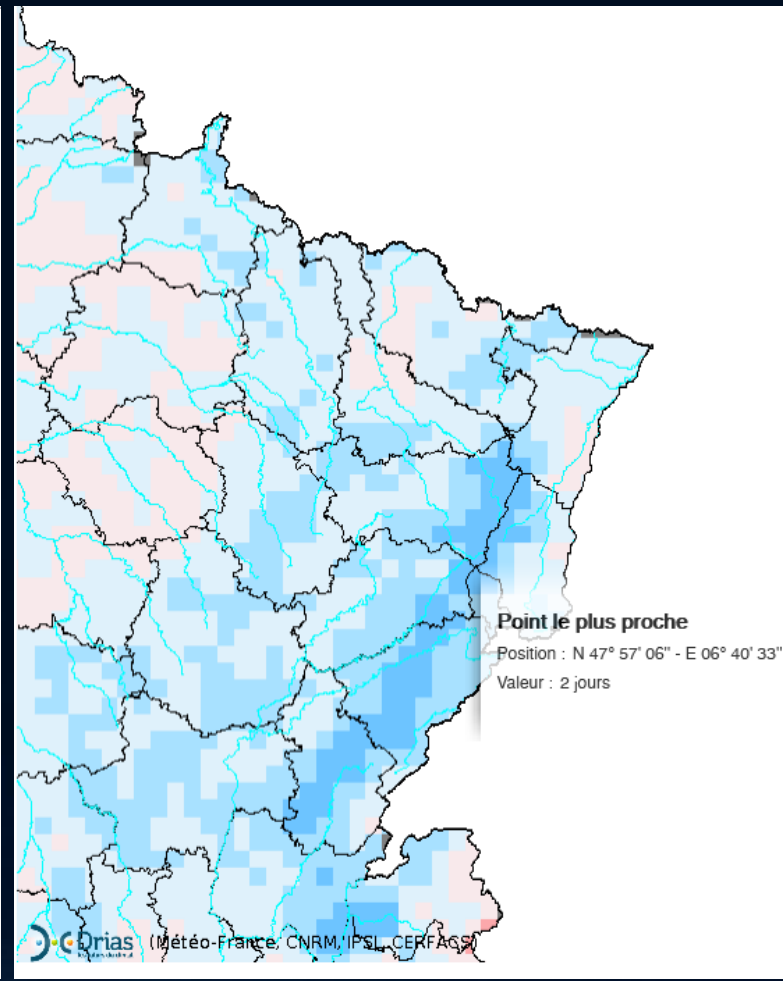 Point le plus proche
Position : N 47° 57' 06" - E 06° 40' 33"
Valeur : 2 jours
Drias (Météo-France, CNRM, IPSL, CERFACS)